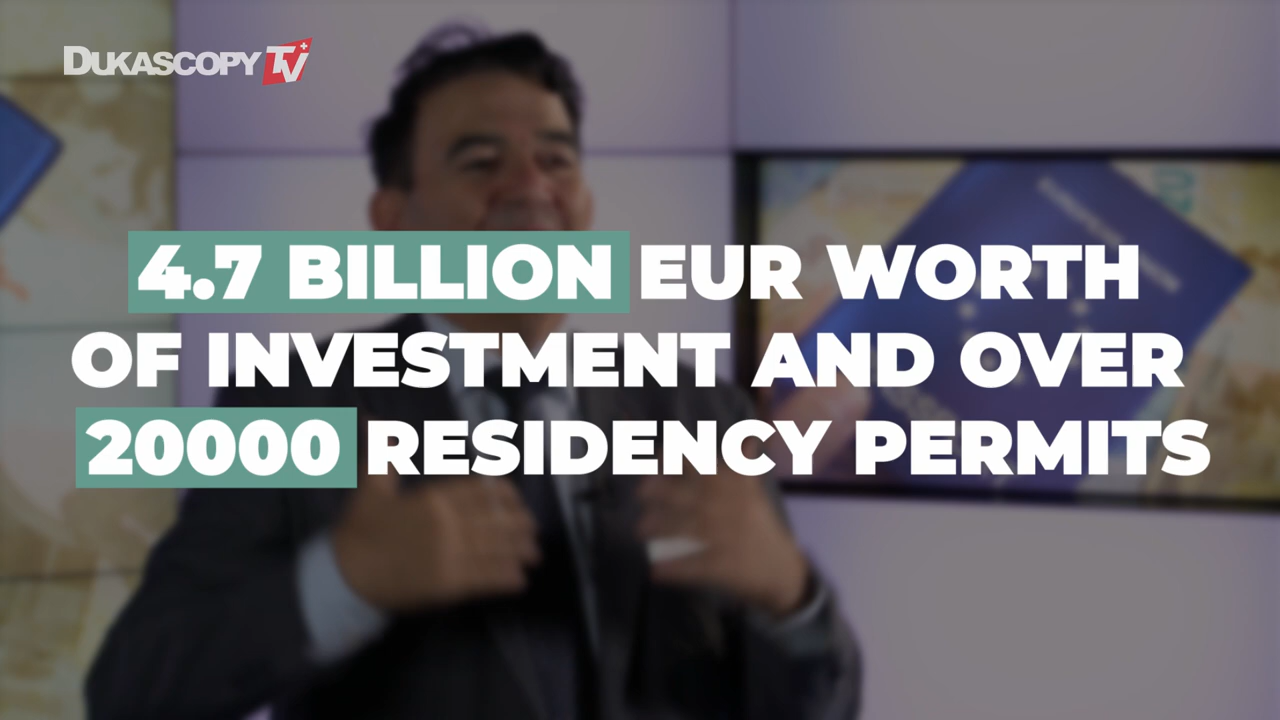 DUKASCOPY TV
4.7 BILLION EUR WORTH
OF INVESTMENT AND OVER
20000 RESIDENCY PERMITS